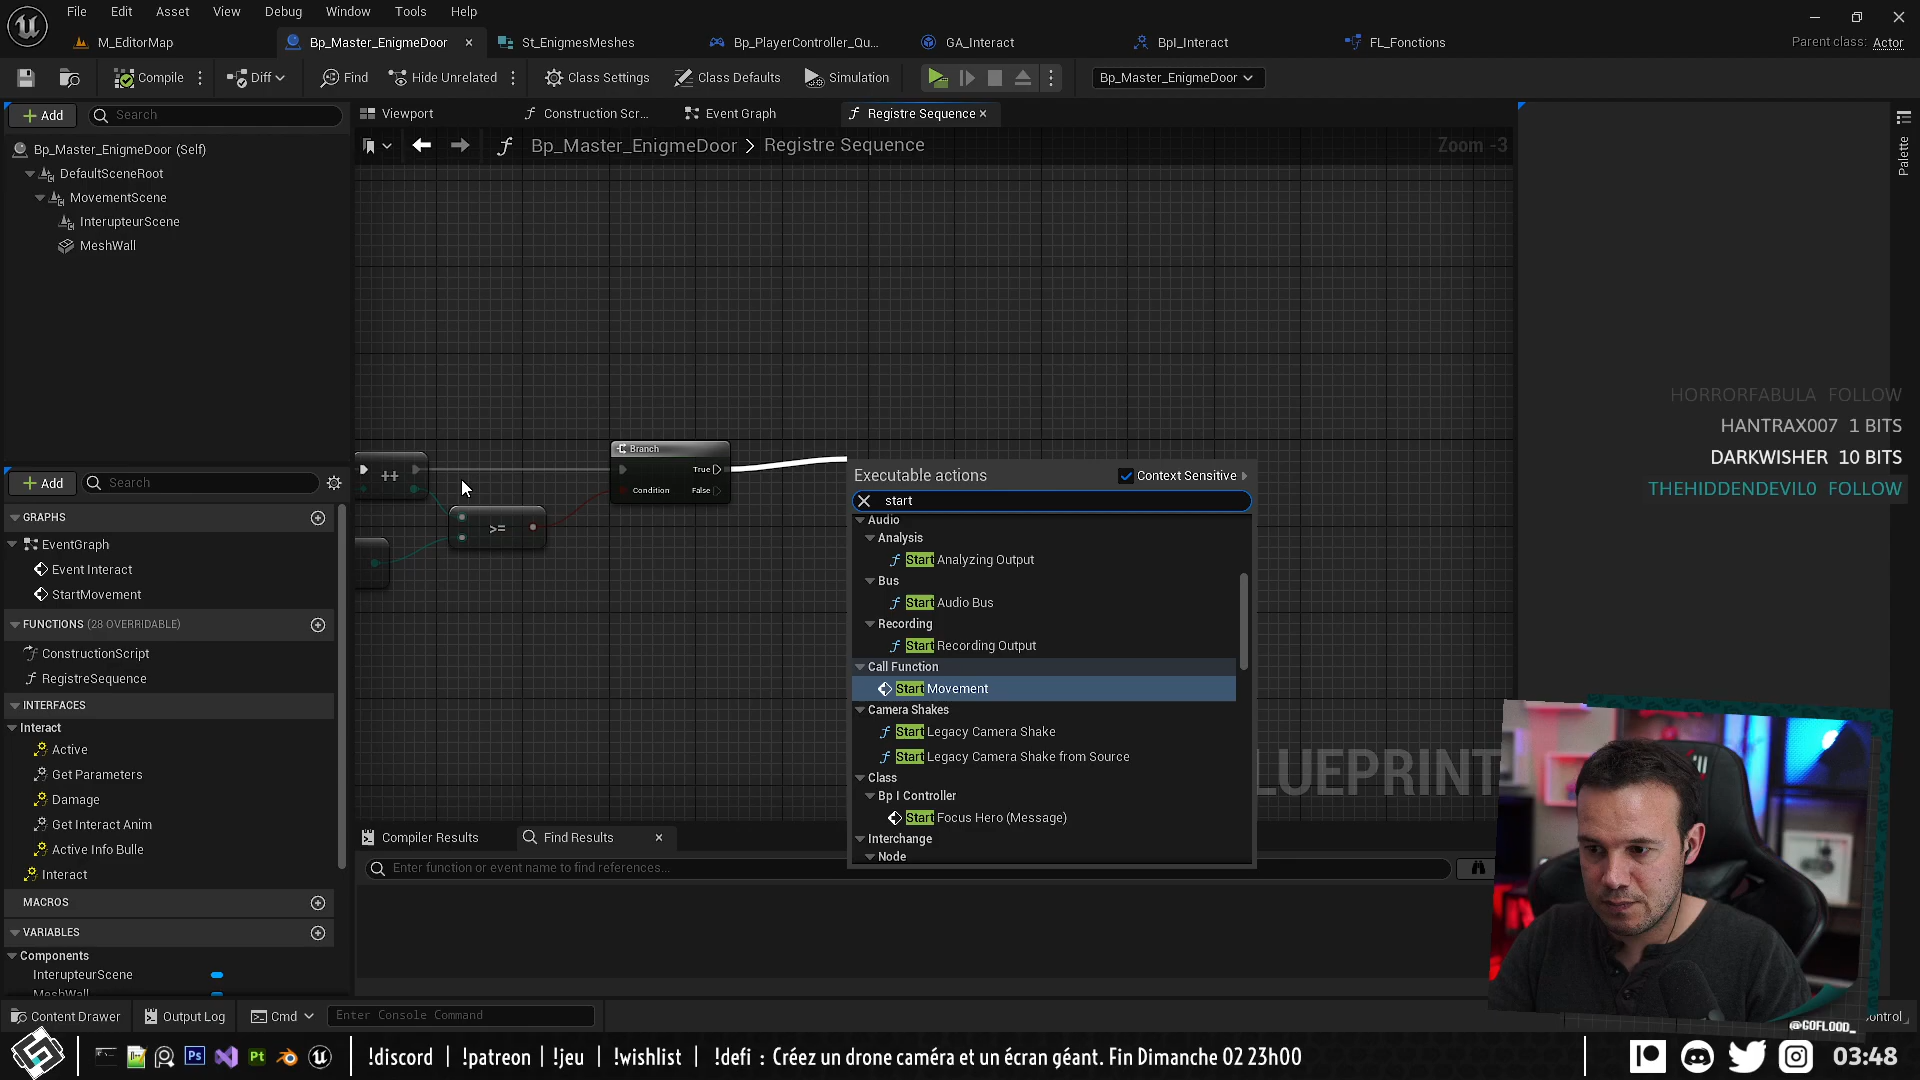 File Edit Asset View Debug Window Tools Help
M_EditorMap
Bp_Master_EnigmeDoor
St_EnigmesMeshes
Bp_PlayerController_Qu...
GA_Interact
BpI_Interact
FL_Fonctions
Parent class: Actor
Compile
Diff
Find
Hide Unrelated
Class Settings
Class Defaults
Simulation
Bp_Master_EnigmeDoor
Add
Search
Viewport
Construction Scr...
Event Graph
Registre Sequence
Bp_Master_EnigmeDoor (Self)
DefaultSceneRoot
MovementScene
InterupteurScene
MeshWall
Bp_Master_EnigmeDoor > Registre Sequence
Zoom -3
Palette
HORRORFABULA FOLLOW
HANTRAX007 1 BITS
DARKWISHER 10 BITS
THEHIDDENDEVIL0 FOLLOW
++
>=
Branch
True
Condition False
Executable actions
Context Sensitive
start
Audio
Analysis
Start Analyzing Output
Bus
Start Audio Bus
Recording
Start Recording Output
Call Function
Start Movement
Camera Shakes
Start Legacy Camera Shake
Start Legacy Camera Shake from Source
Class
Bp I Controller
Start Focus Hero (Message)
Interchange
Node
LUEPRINT
Add
Search
GRAPHS
EventGraph
Event Interact
StartMovement
FUNCTIONS (28 OVERRIDABLE)
ConstructionScript
RegistreSequence
INTERFACES
Interact
Active
Get Parameters
Damage
Get Interact Anim
Active Info Bulle
Interact
MACROS
VARIABLES
Components
InterupteurScene
MeshWall
Compiler Results
Find Results
Enter function or event name to find references...
Content Drawer
Output Log
Cmd
Enter Console Command
ontrol
@GOFLOOD_
Ps
Pt
!discord | !patreon | !jeu | !wishlist | !defi : Créez un drone caméra et un écran géant. Fin Dimanche 02 23h00
03:48